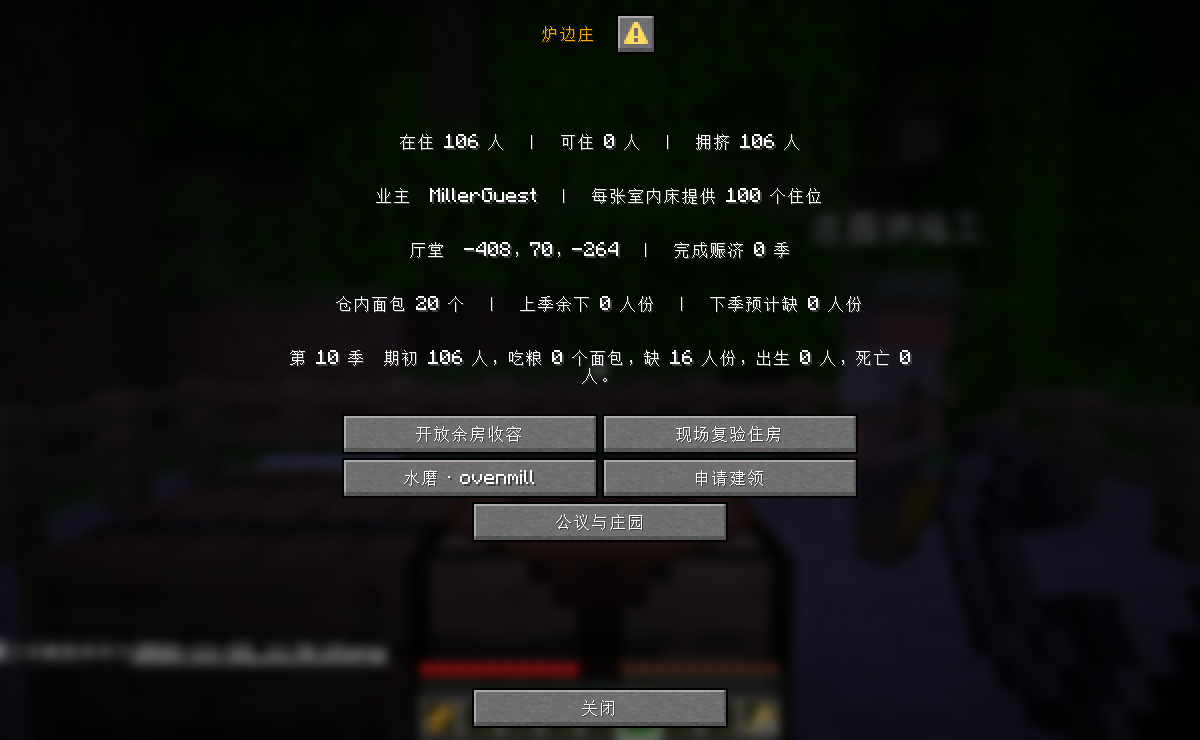 炉边庄
在住 106 人 | 可住 0 人 | 拥挤 106 人
业主 MillerGuest | 每张室内床提供 100 个住位
厅堂 -408, 70, -264 | 完成赈济 0 季
仓内面包 20 个 | 上季余下 0 人份 | 下季预计缺 0 人份
第 10 季 期初 106 人, 吃粮 0 个面包, 缺 16 人份, 出生 0 人, 死亡 0
人。
开放余房收容
现场复验住房
水磨 · ovenmill
申请建领
公议与庄园
关闭